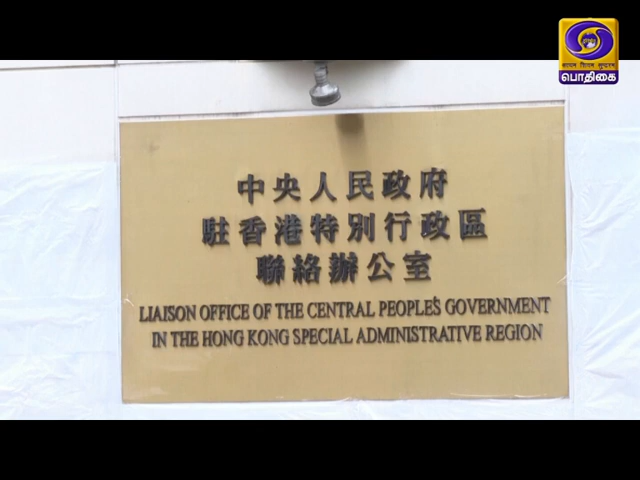 பொதிகை
中央人民政府
駐香港特別行政區
聯絡辦公室
LIAISON OFFICE OF THE CENTRAL PEOPLE'S GOVERNMENT
IN THE HONG KONG SPECIAL ADMINISTRATIVE REGION